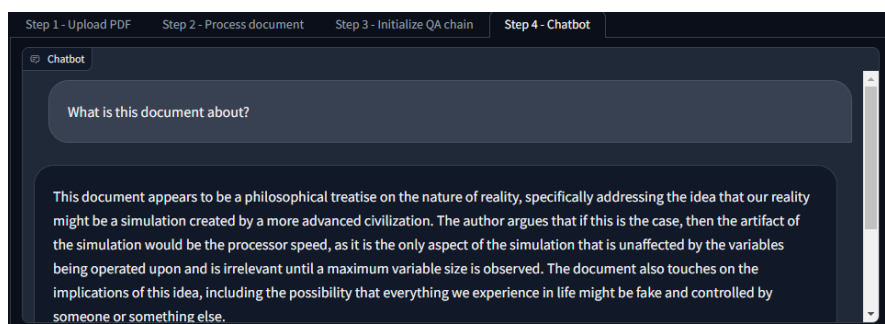 Step 1 - Upload PDF Step 2 - Process document Step 3 - Initialize QA chain Step 4 - Chatbot
Chatbot
What is this document about?
This document appears to be a philosophical treatise on the nature of reality, specifically addressing the idea that our reality
might be a simulation created by a more advanced civilization. The author argues that if this is the case, then the artifact of
the simulation would be the processor speed, as it is the only aspect of the simulation that is unaffected by the variables
being operated upon and is irrelevant until a maximum variable size is observed. The document also touches on the
implications of this idea, including the possibility that everything we experience in life might be fake and controlled by
someone or something else.